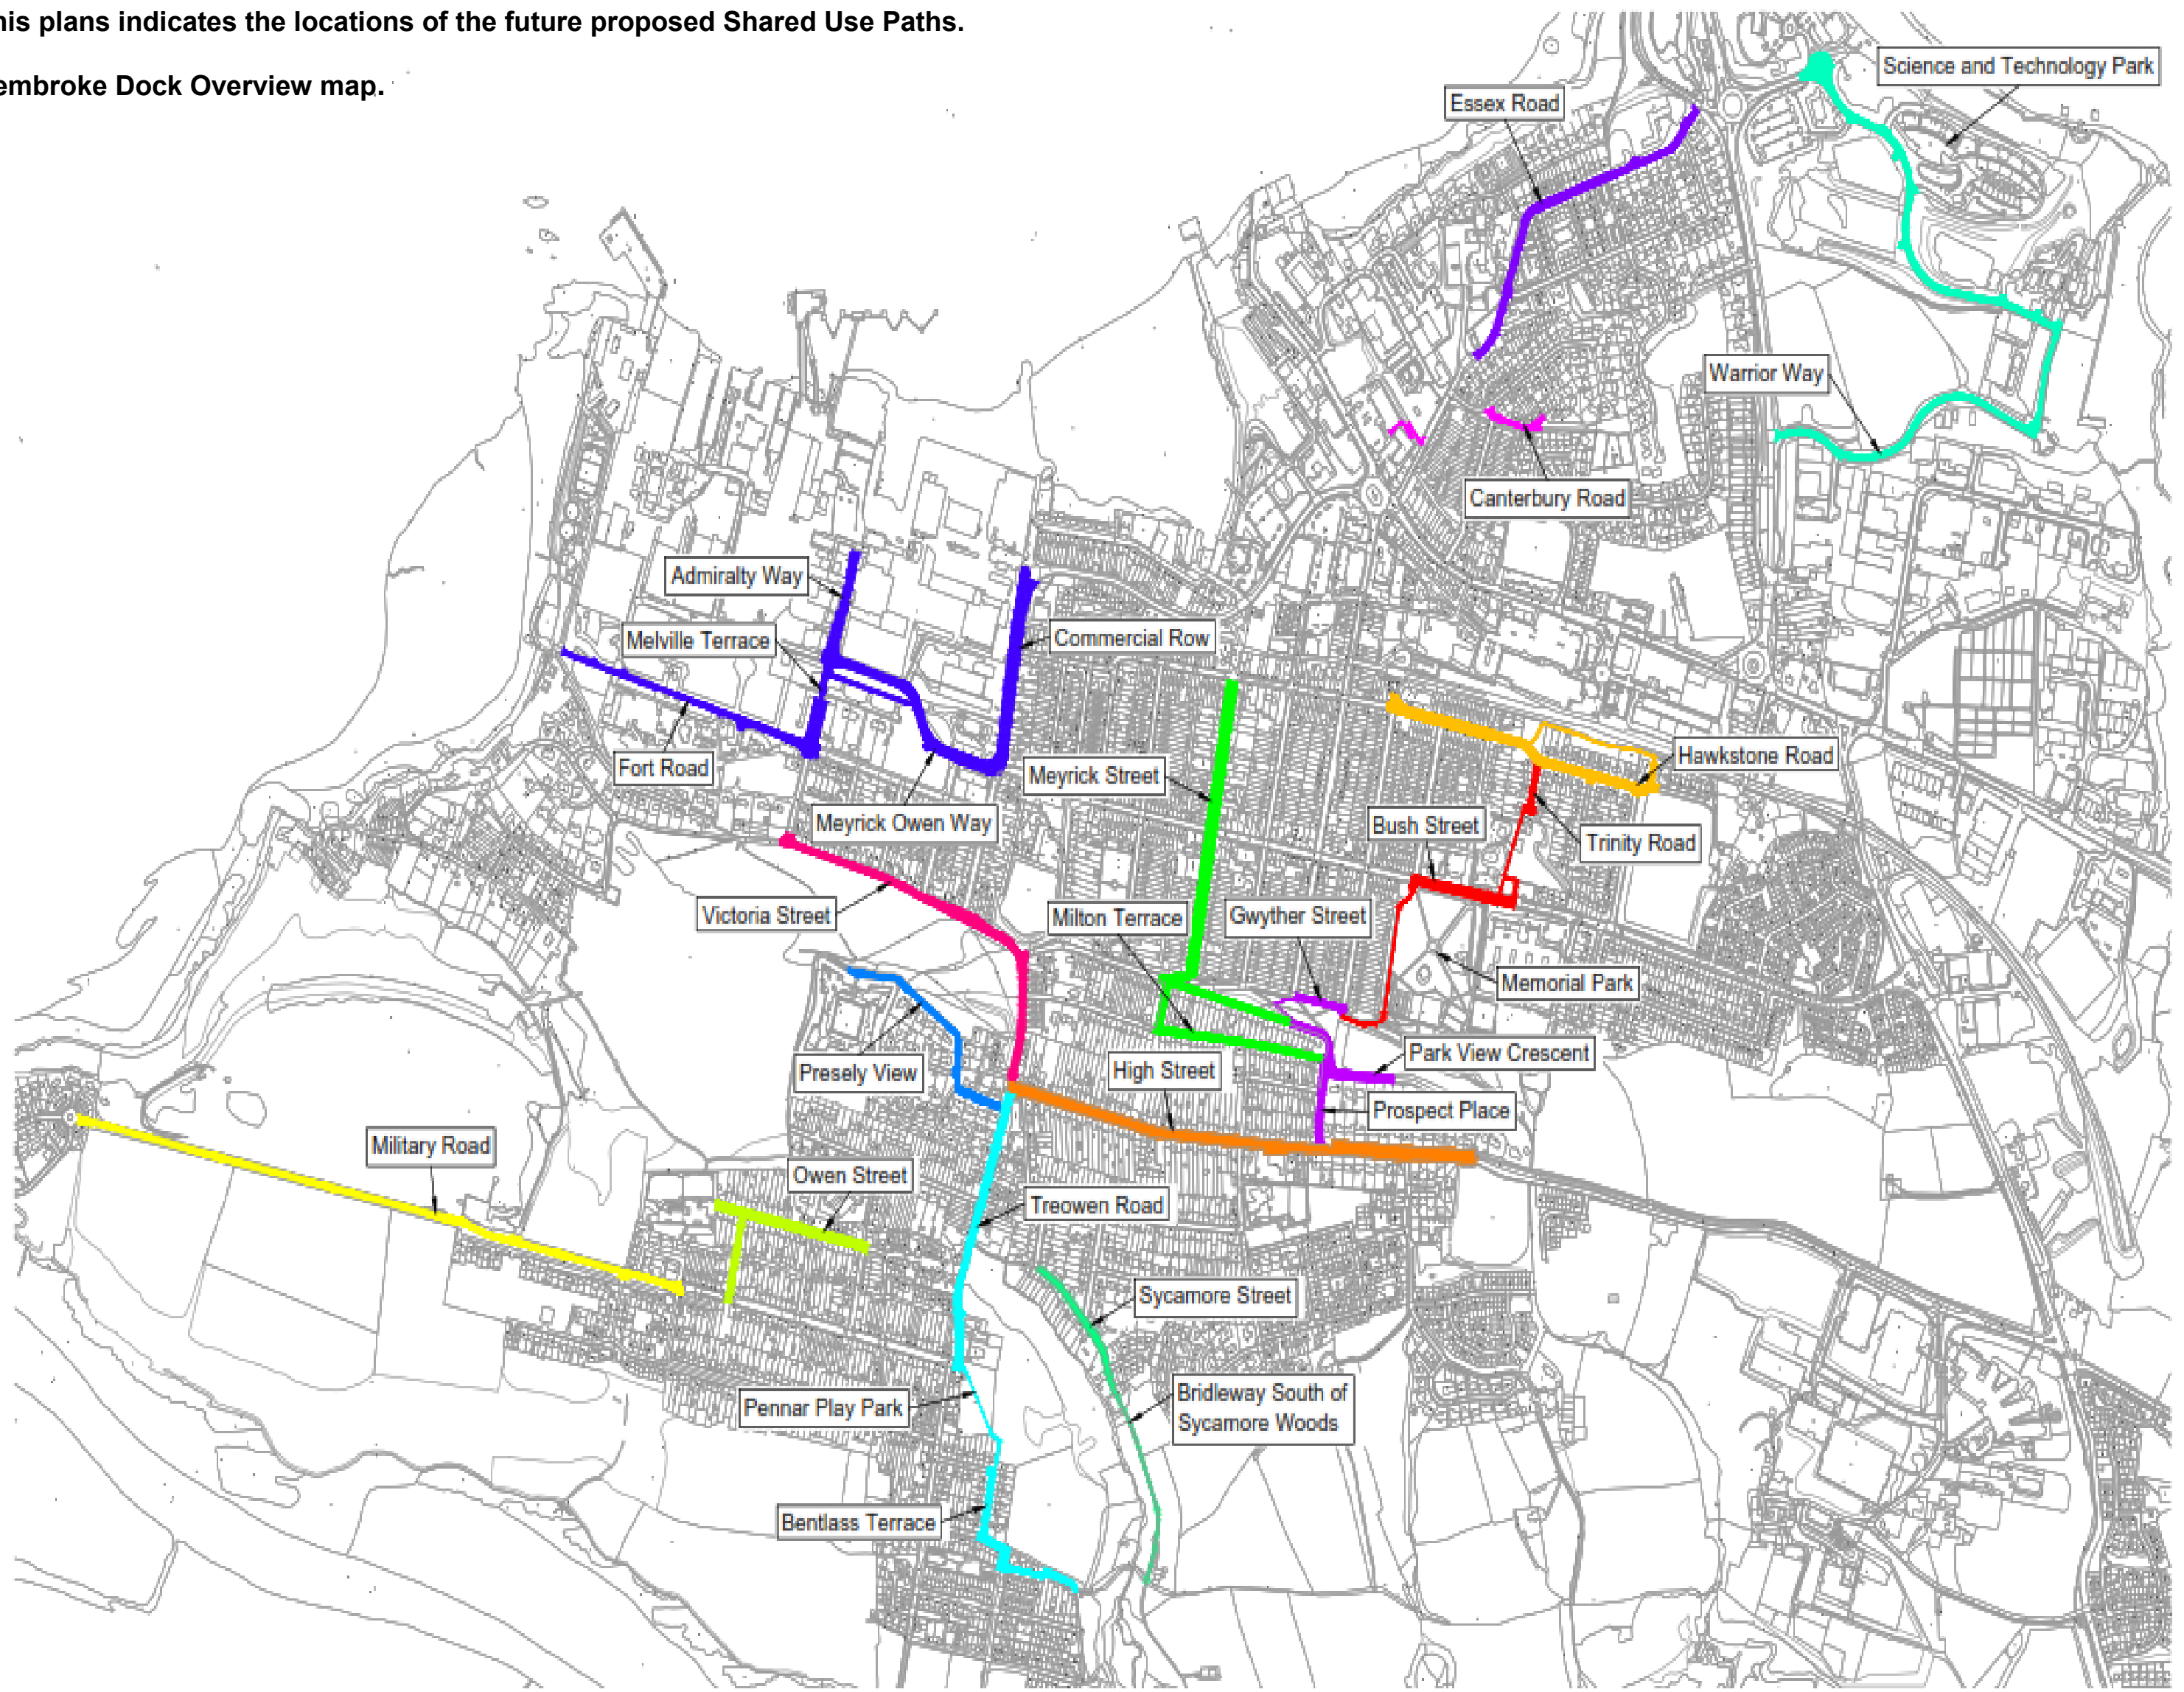 his plans indicates the locations of the future proposed Shared Use Paths.
embroke Dock Overview map.
Science and Technology Park
Essex Road
Warrior Way
Canterbury Road
Admiralty Way
Melville Terrace
Commercial Row
Fort Road
Meyrick Street
Hawkstone Road
Meyrick Owen Way
Bush Street
Trinity Road
Victoria Street
Milton Terrace
Gwyther Street
Memorial Park
Presely View
High Street
Park View Crescent
Prospect Place
Military Road
Owen Street
Treowen Road
Sycamore Street
Pennar Play Park
Bridleway South of
Sycamore Woods
Bentlass Terrace